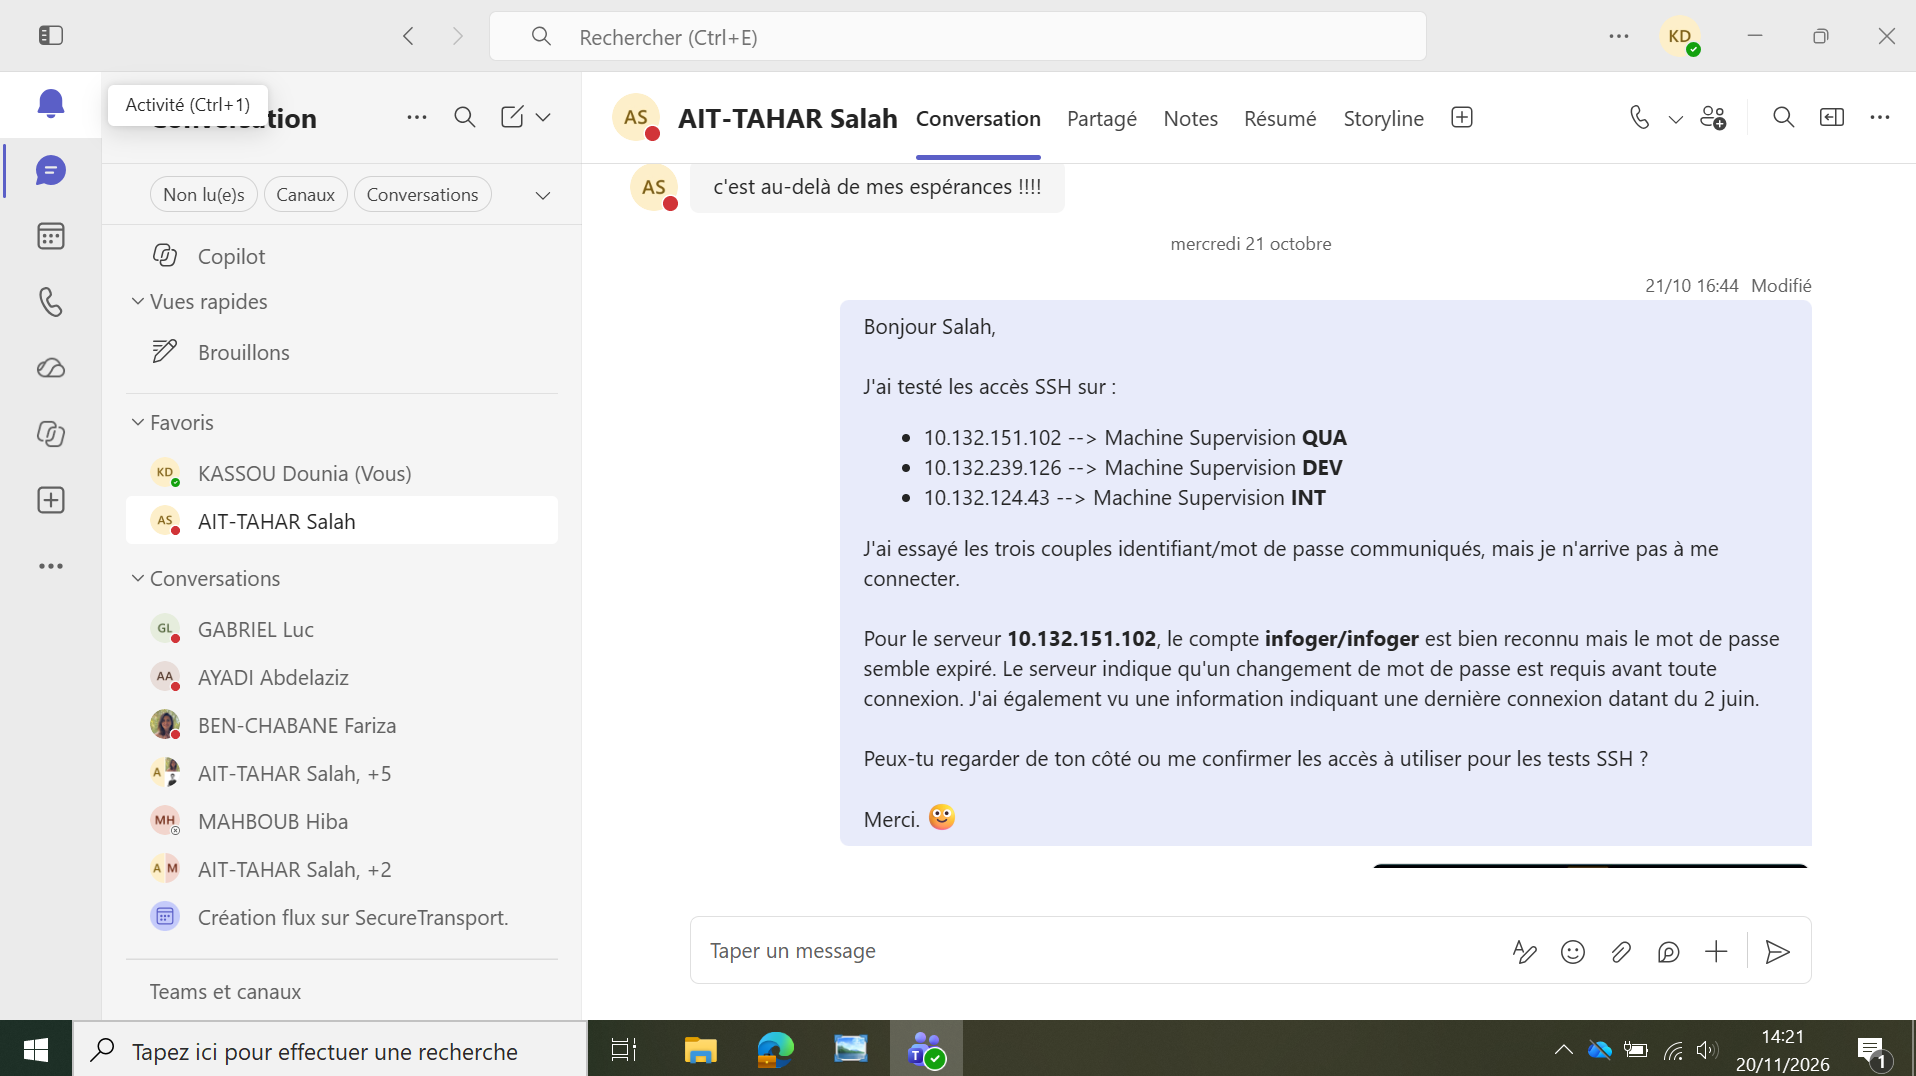 Rechercher (Ctrl+E)
KD
Activité (Ctrl+1)
Conversation
Non lu(e)s
Canaux
Conversations
Copilot
Vues rapides
Brouillons
Favoris
KD
KASSOU Dounia (Vous)
AS
AIT-TAHAR Salah
Conversations
GL
GABRIEL Luc
AA
AYADI Abdelaziz
BEN-CHABANE Fariza
A
AIT-TAHAR Salah, +5
MH
MAHBOUB Hiba
A M
AIT-TAHAR Salah, +2
Création flux sur SecureTransport.
Teams et canaux
AS
AIT-TAHAR Salah
Conversation
Partagé
Notes
Résumé
Storyline
AS
c'est au-delà de mes espérances !!!!
mercredi 21 octobre
21/10 16:44 Modifié
Bonjour Salah,
J'ai testé les accès SSH sur :
• 10.132.151.102 --> Machine Supervision QUA
• 10.132.239.126 --> Machine Supervision DEV
• 10.132.124.43 --> Machine Supervision INT
J'ai essayé les trois couples identifiant/mot de passe communiqués, mais je n'arrive pas à me
connecter.
Pour le serveur 10.132.151.102, le compte infoger/infoger est bien reconnu mais le mot de passe
semble expiré. Le serveur indique qu'un changement de mot de passe est requis avant toute
connexion. J'ai également vu une information indiquant une dernière connexion datant du 2 juin.
Peux-tu regarder de ton côté ou me confirmer les accès à utiliser pour les tests SSH ?
Merci. 🙂
Taper un message
Tapez ici pour effectuer une recherche
T
14:21
20/11/2026
1